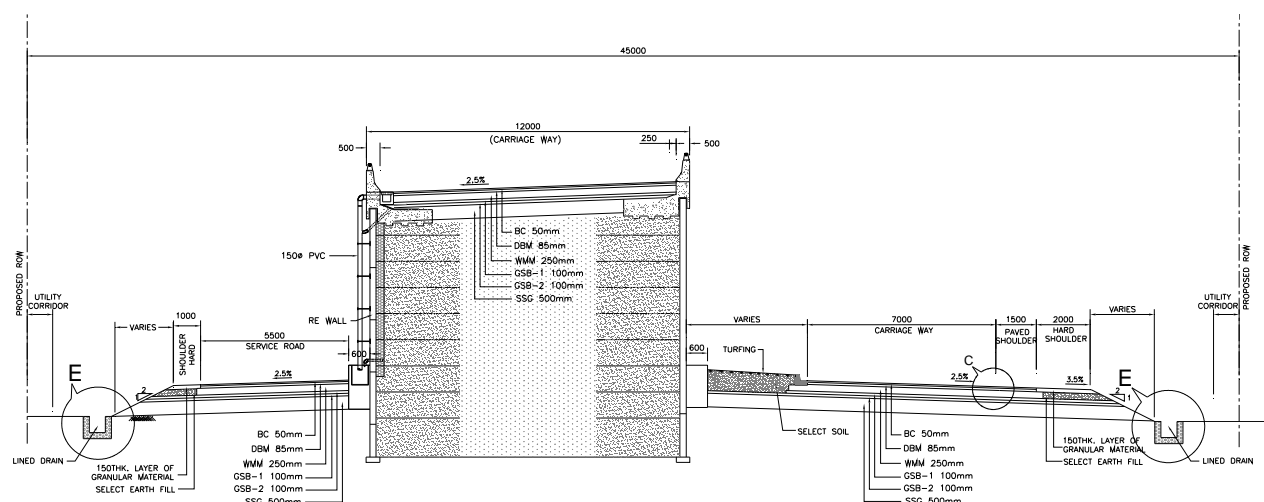 45000
12000
(CARRIAGE WAY)
500
250
500
2.5%
BC 50mm
DBM 85mm
WMM 250mm
GSB-1 100mm
GSB-2 100mm
SSG 500mm
150ø PVC
RE WALL
PROPOSED ROW
UTILITY
CORRIDOR
VARIES
1000
SHOULDER
HARD
5500
SERVICE ROAD
600
2.5%
E
2
LINED DRAIN
150THK. LAYER OF
GRANULAR MATERIAL
SELECT EARTH FILL
BC 50mm
DBM 85mm
WMM 250mm
GSB-1 100mm
GSB-2 100mm
SSG 500mm
600
VARIES
TURFING
SELECT SOIL
7000
CARRIAGE WAY
1500
PAVED
SHOULDER
2000
HARD
SHOULDER
VARIES
UTILITY
CORRIDOR
PROPOSED ROW
C
2.5%
3.5%
E
2
1
BC 50mm
DBM 85mm
WMM 250mm
GSB-1 100mm
GSB-2 100mm
SSG 500mm
150THK. LAYER OF
GRANULAR MATERIAL
SELECT EARTH FILL
LINED DRAIN